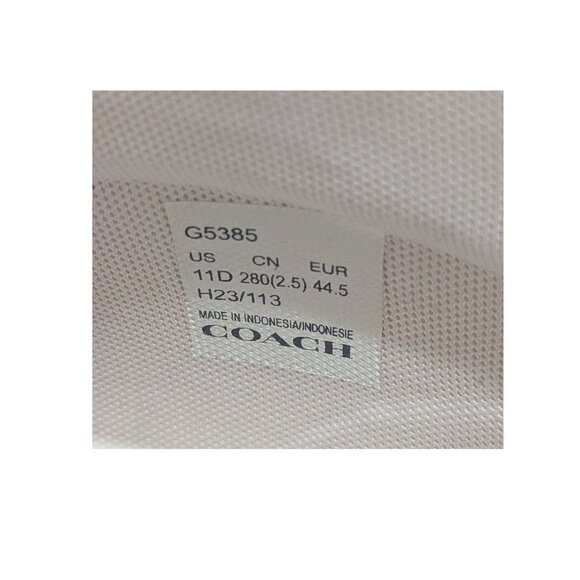 G5385
US CN EUR
11D 280(2.5) 44.5
H23/113
MADE IN INDONESIA/INDONESIE
COACH